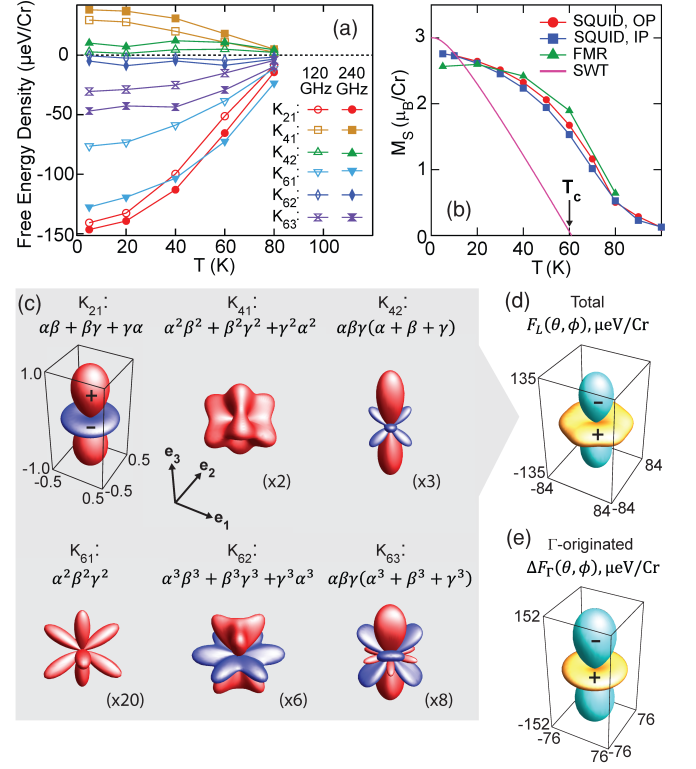 (a)
Free Energy Density (μeV/Cr)
0
-50
-100
-150
0 20 40 60 80 100
T (K)
120 GHz
240 GHz
K21:
K41:
K42:
K61:
K62:
K63:
(b)
MS (μB/Cr)
3
2
1
0
0 20 40 60 80 100
T (K)
SQUID, OP
SQUID, IP
FMR
SWT
Tc
(c)
K21:
αβ + βγ + γα
1.0
+
−
-1.0
-0.5
0.5
-0.5
0.5
K41:
α²β² + β²γ² + γ²α²
(x2)
K42:
αβγ(α + β + γ)
(x3)
e3
e2
e1
K61:
α²β²γ²
(x20)
K62:
α³β³ + β³γ³ + γ³α³
(x6)
K63:
αβγ(α³ + β³ + γ³)
(x8)
(d)
Total
FL(θ, ϕ), μeV/Cr
135
−
+
-135
-84
84
-84
84
(e)
Γ-originated
ΔFΓ(θ, ϕ), μeV/Cr
152
−
+
-152
-76
76
-76
76